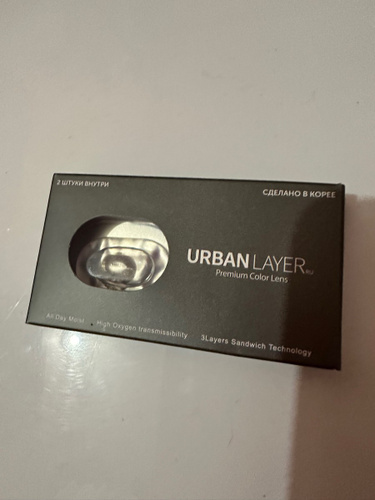 2 ШТУКИ ВНУТРИ
СДЕЛАНО В КОРЕЕ
URBAN LAYER RU
Premium Color Lens
All Day Moist High Oxygen transmissibility 3Layers Sandwich Technology